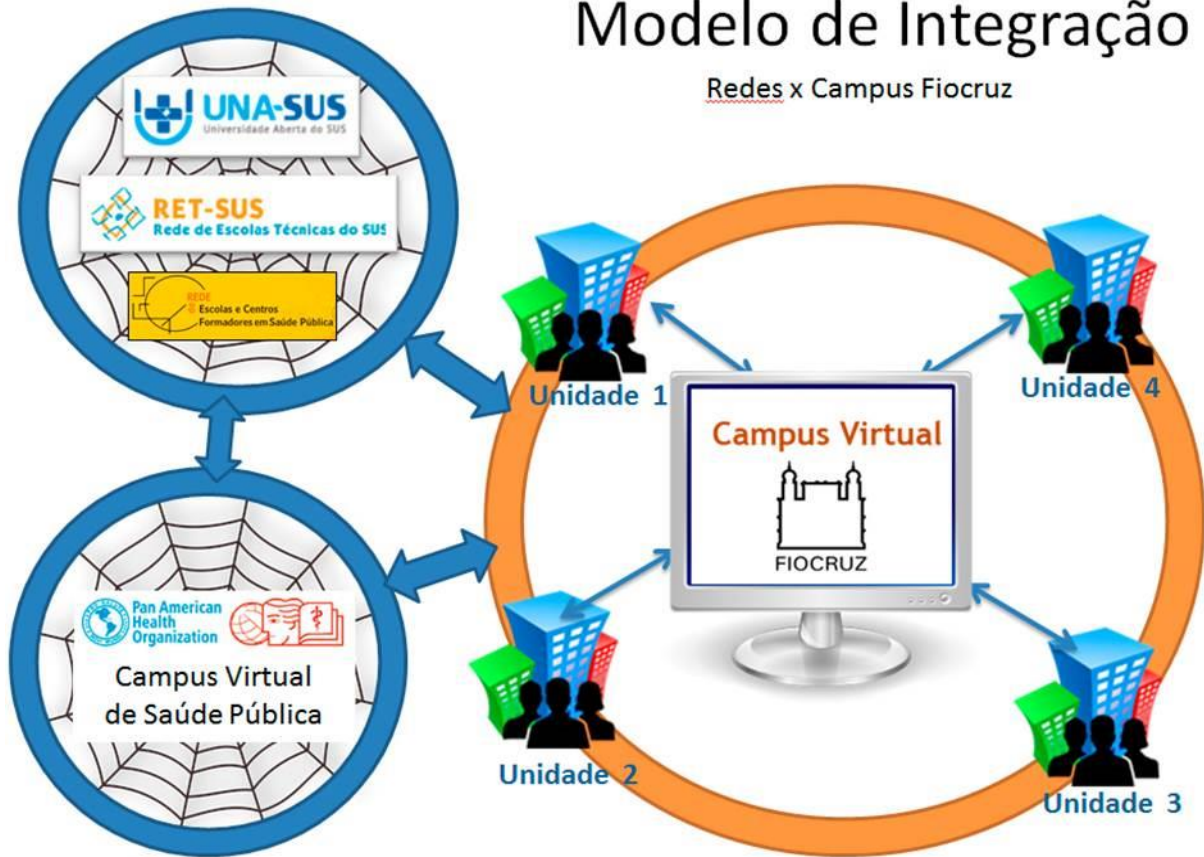 Modelo de Integração
Redes x Campus Fiocruz
UNA-SUS
Universidade Aberta do SUS
RET-SUS
Rede de Escolas Técnicas do SUS
REDE
Escolas e Centros
Formadores em Saúde Pública
Pan American
Health
Organization
Campus Virtual
de Saúde Pública
Unidade 1
Unidade 4
Campus Virtual
FIOCRUZ
Unidade 2
Unidade 3